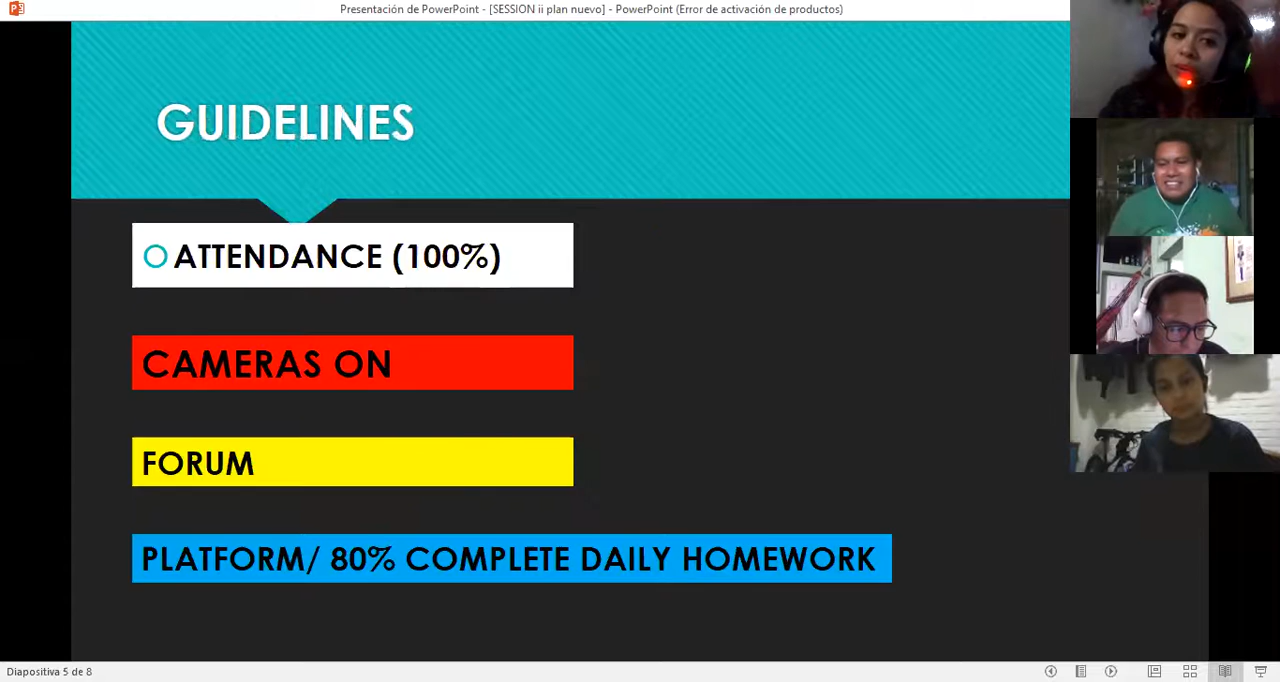 Presentación de PowerPoint - [SESSION ii plan nuevo] - PowerPoint (Error de activación de productos)
GUIDELINES
ATTENDANCE (100%)
CAMERAS ON
FORUM
PLATFORM/ 80% COMPLETE DAILY HOMEWORK
Diapositiva 5 de 8